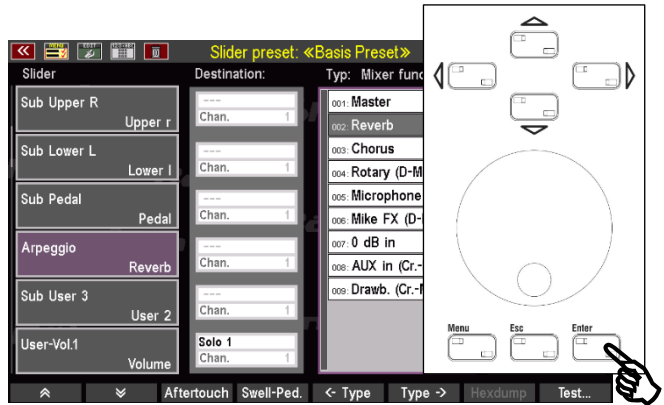 Slider preset: «Basis Preset»
Slider
Destination:
Typ: Mixer func
Sub Upper R
Upper r
---
Chan. 1
Sub Lower L
Lower l
---
Chan. 1
Sub Pedal
Pedal
---
Chan. 1
Arpeggio
Reverb
---
Chan. 1
Sub User 3
User 2
---
Chan. 1
User-Vol.1
Volume
Solo 1
Chan. 1
001: Master
002: Reverb
003: Chorus
004: Rotary (D-M
005: Microphone
006: Mike FX (D-
007: 0 dB in
008: AUX in (Cr.-
009: Drawb. (Cr.-
Menu
Esc
Enter
Aftertouch
Swell-Ped.
<- Type
Type ->
Hexdump
Test...